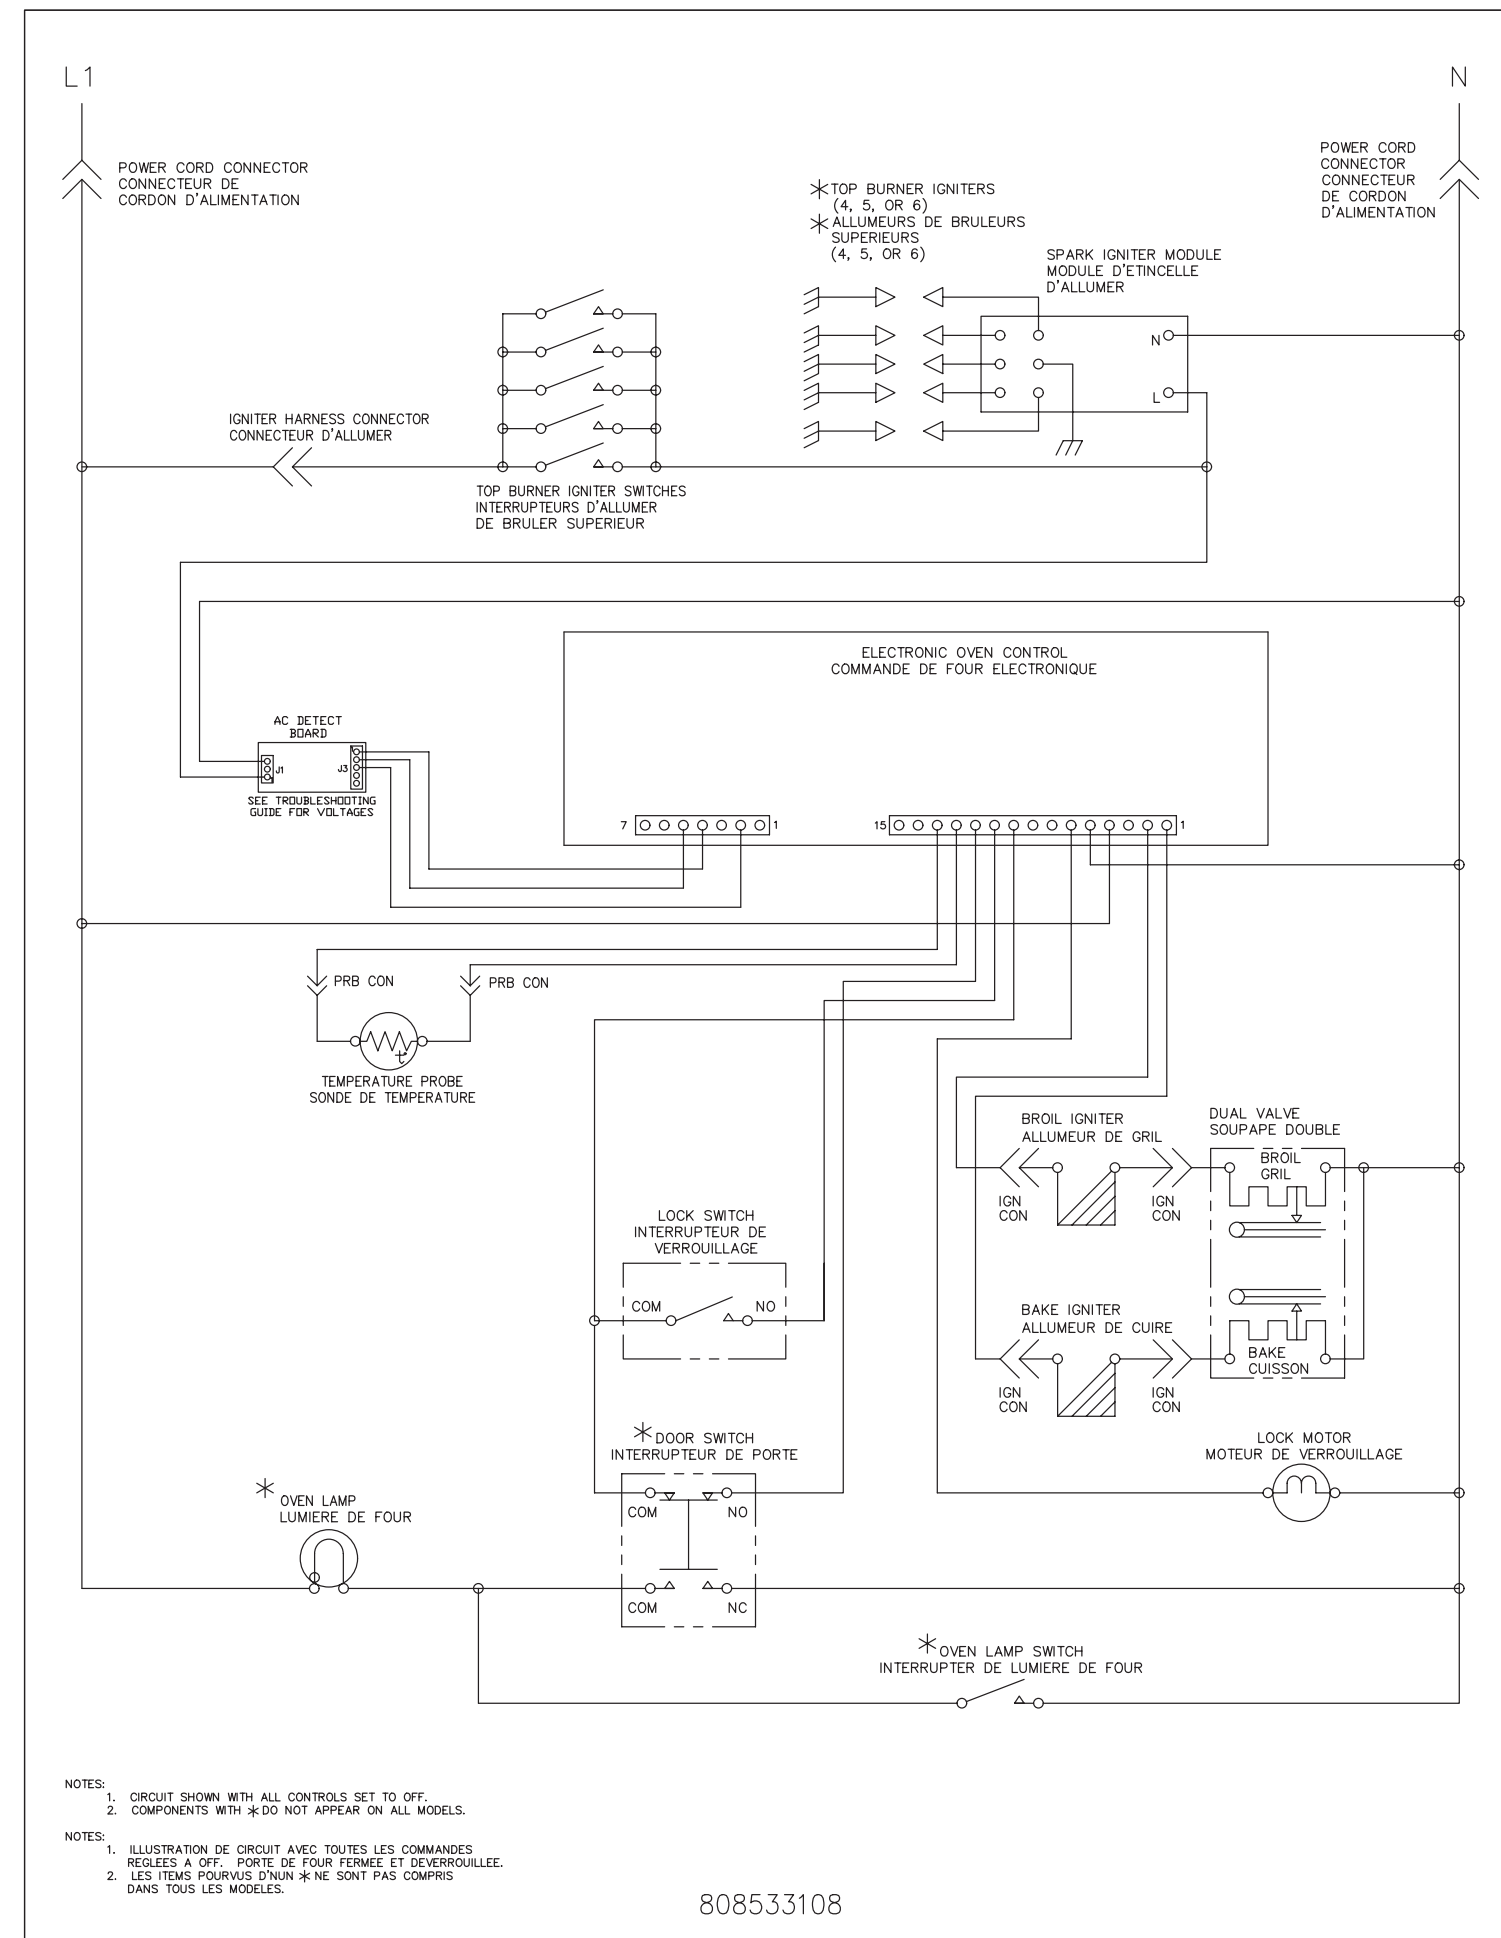 L1
N
POWER CORD CONNECTOR
CONNECTEUR DE
CORDON D'ALIMENTATION
POWER CORD
CONNECTOR
CONNECTEUR
DE CORDON
D'ALIMENTATION
TOP BURNER IGNITERS
(4, 5, OR 6)
ALLUMEURS DE BRULEURS
SUPERIEURS
(4, 5, OR 6)
SPARK IGNITER MODULE
MODULE D'ETINCELLE
D'ALLUMER
N
L
IGNITER HARNESS CONNECTOR
CONNECTEUR D'ALLUMER
TOP BURNER IGNITER SWITCHES
INTERRUPTEURS D'ALLUMER
DE BRULER SUPERIEUR
ELECTRONIC OVEN CONTROL
COMMANDE DE FOUR ELECTRONIQUE
AC DETECT
BOARD
J1
J3
SEE TROUBLESHOOTING
GUIDE FOR VOLTAGES
7
1
15
1
PRB CON
PRB CON
t°
TEMPERATURE PROBE
SONDE DE TEMPERATURE
BROIL IGNITER
ALLUMEUR DE GRIL
DUAL VALVE
SOUPAPE DOUBLE
BROIL
GRIL
IGN
CON
IGN
CON
LOCK SWITCH
INTERRUPTEUR DE
VERROUILLAGE
COM
NO
BAKE IGNITER
ALLUMEUR DE CUIRE
BAKE
CUISSON
IGN
CON
IGN
CON
DOOR SWITCH
INTERRUPTEUR DE PORTE
COM
NO
COM
NC
LOCK MOTOR
MOTEUR DE VERROUILLAGE
OVEN LAMP
LUMIERE DE FOUR
OVEN LAMP SWITCH
INTERRUPTER DE LUMIERE DE FOUR
NOTES:
1. CIRCUIT SHOWN WITH ALL CONTROLS SET TO OFF.
2. COMPONENTS WITH * DO NOT APPEAR ON ALL MODELS.
NOTES:
1. ILLUSTRATION DE CIRCUIT AVEC TOUTES LES COMMANDES
REGLEES A OFF. PORTE DE FOUR FERMEE ET DEVERROUILLEE.
2. LES ITEMS POURVUS D'NUN * NE SONT PAS COMPRIS
DANS TOUS LES MODELES.
808533108